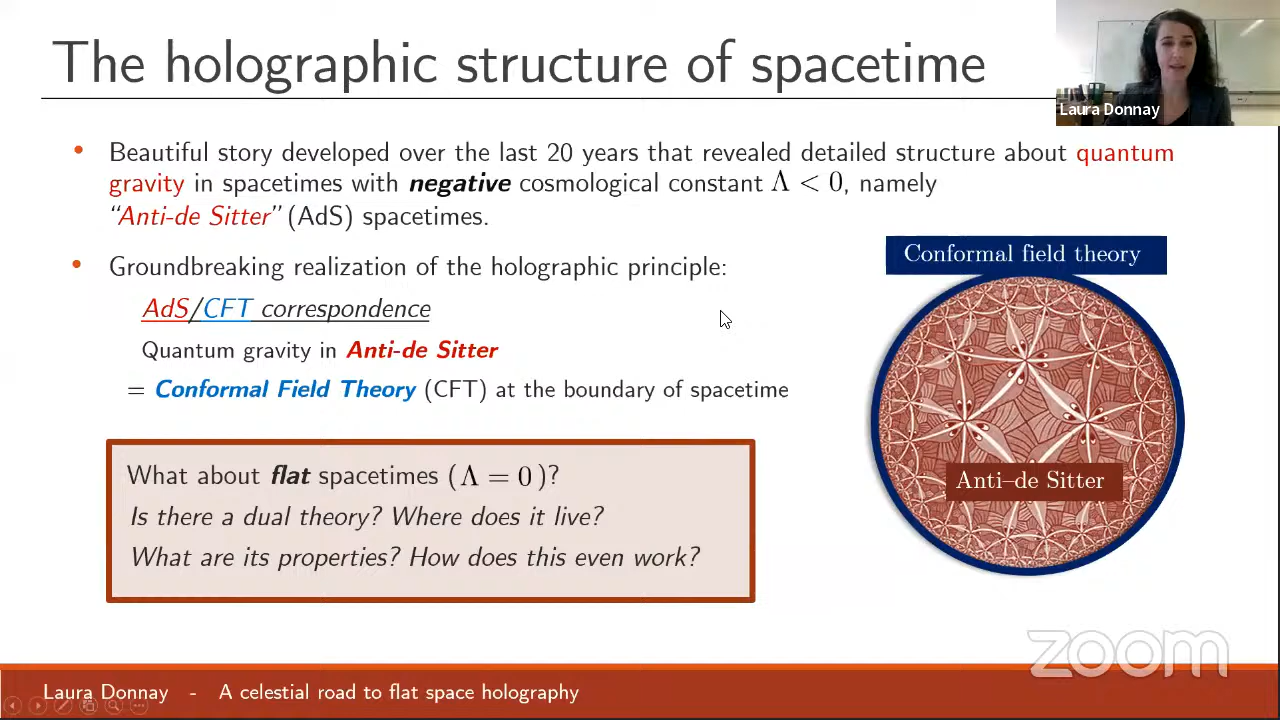 The holographic structure of spacetime
Laura Donnay
• Beautiful story developed over the last 20 years that revealed detailed structure about quantum
gravity in spacetimes with negative cosmological constant Λ < 0, namely
“Anti-de Sitter” (AdS) spacetimes.
• Groundbreaking realization of the holographic principle:
AdS/CFT correspondence
Quantum gravity in Anti-de Sitter
= Conformal Field Theory (CFT) at the boundary of spacetime
Conformal field theory
Anti–de Sitter
What about flat spacetimes (Λ = 0)?
Is there a dual theory? Where does it live?
What are its properties? How does this even work?
zoom
Laura Donnay - A celestial road to flat space holography